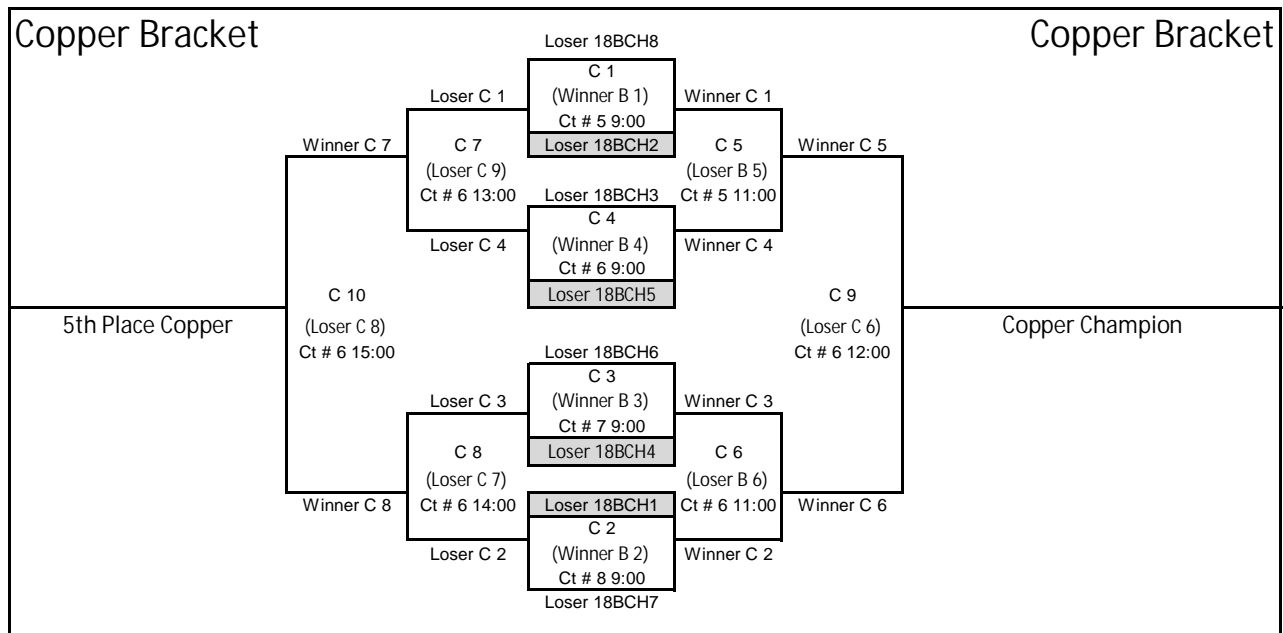 Copper Bracket
Copper Bracket
Loser 18BCH8
C 1
Loser C 1
(Winner B 1)
Winner C 1
Ct # 5 9:00
Winner C 7
C 7
Loser 18BCH2
C 5
Winner C 5
(Loser C 9)
(Loser B 5)
Ct # 6 13:00
Loser 18BCH3
Ct # 5 11:00
C 4
Loser C 4
(Winner B 4)
Winner C 4
Ct # 6 9:00
C 10
Loser 18BCH5
C 9
5th Place Copper
(Loser C 8)
(Loser C 6)
Copper Champion
Ct # 6 15:00
Loser 18BCH6
Ct # 6 12:00
C 3
Loser C 3
(Winner B 3)
Winner C 3
Ct # 7 9:00
C 8
Loser 18BCH4
C 6
(Loser C 7)
(Loser B 6)
Winner C 8
Ct # 6 14:00
Loser 18BCH1
Ct # 6 11:00
Winner C 6
C 2
Loser C 2
(Winner B 2)
Winner C 2
Ct # 8 9:00
Loser 18BCH7